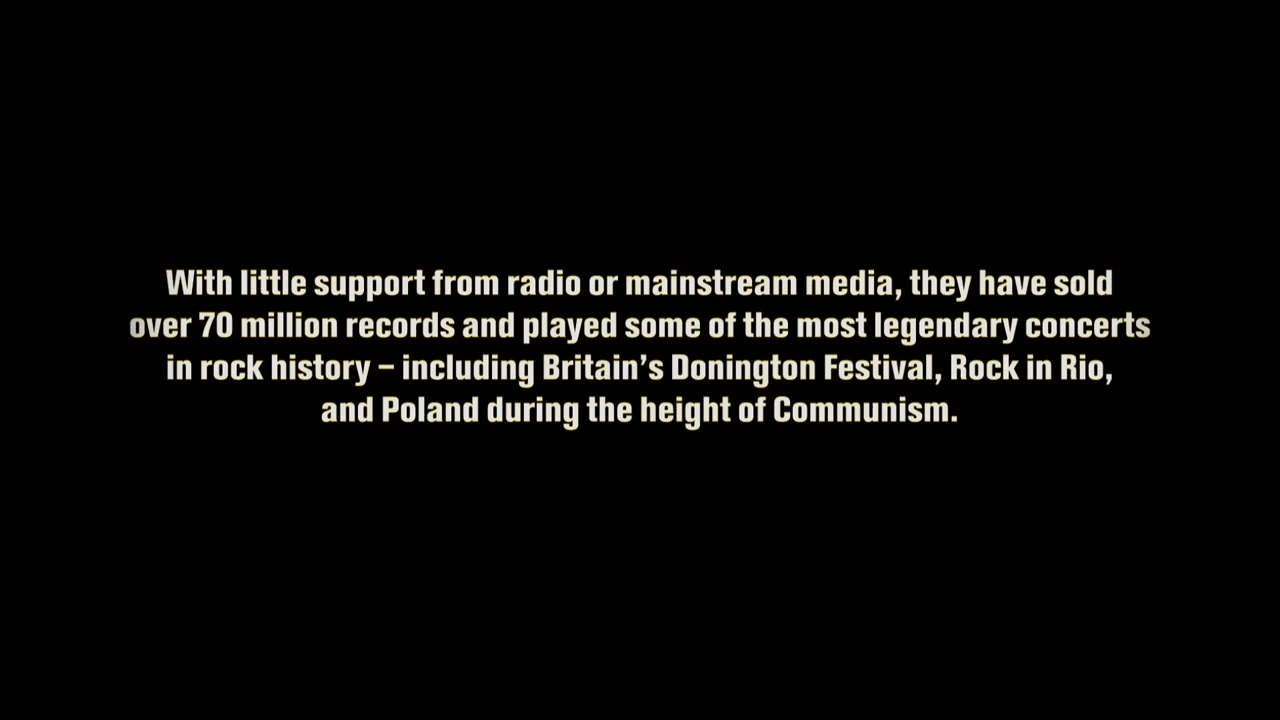 With little support from radio or mainstream media, they have sold
over 70 million records and played some of the most legendary concerts
in rock history – including Britain’s Donington Festival, Rock in Rio,
and Poland during the height of Communism.